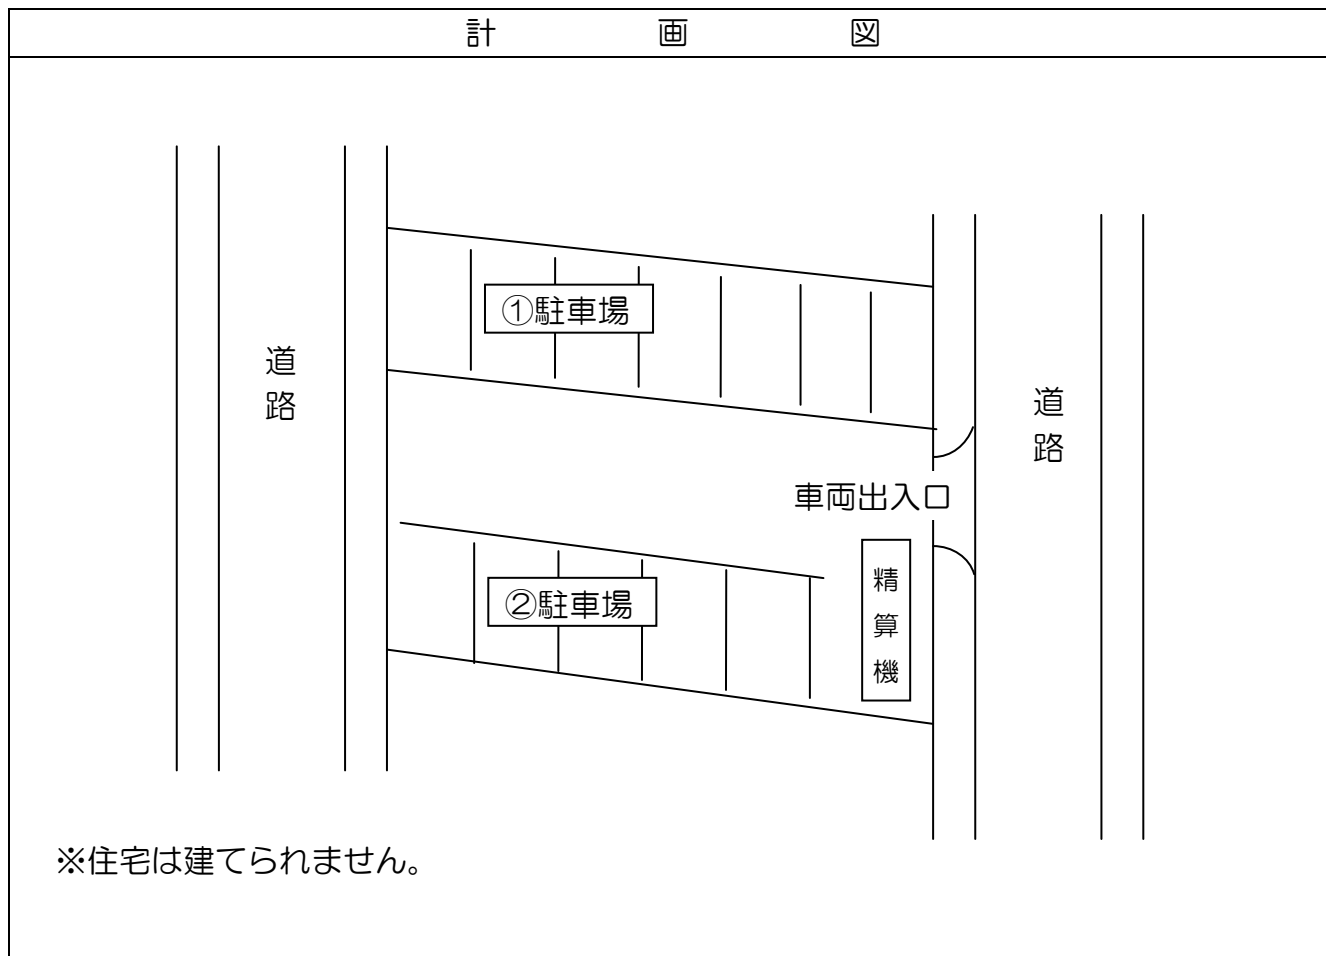 計画図
①駐車場
道路
道路
車両出入口
②駐車場
精算機
※住宅は建てられません。